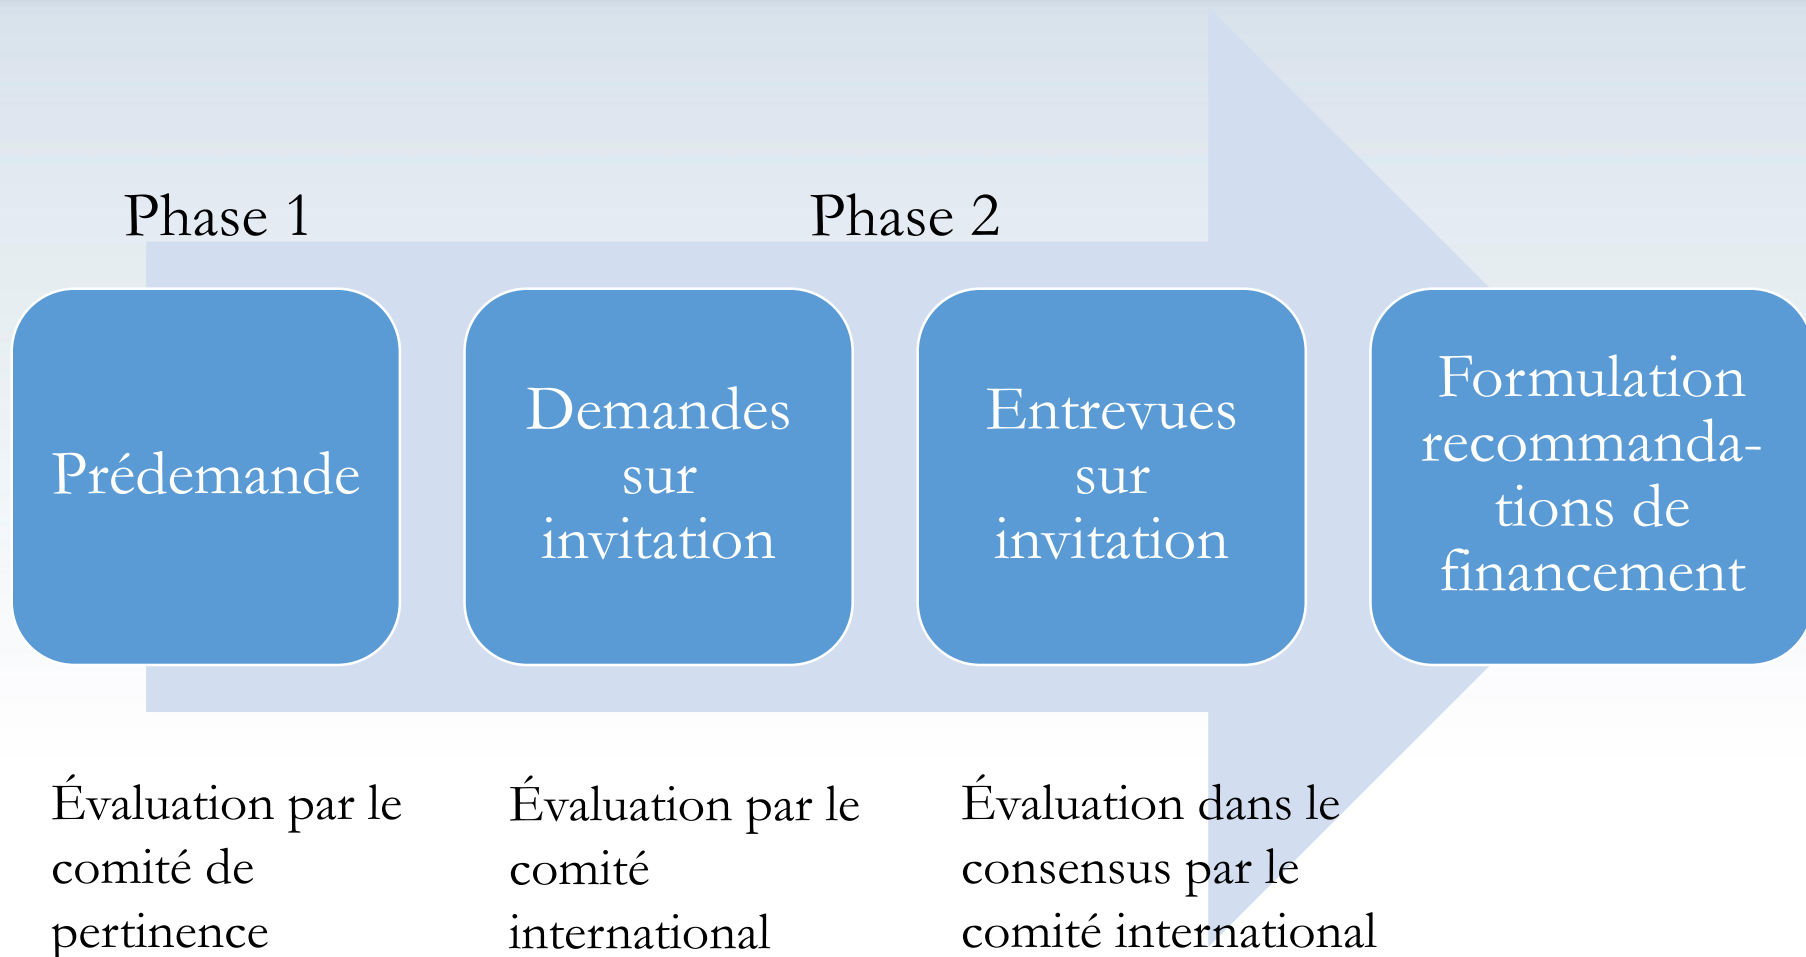 Phase 1
Phase 2
Prédemande
Demandes
sur
invitation
Entrevues
sur
invitation
Formulation
recommanda-
tions de
financement
Évaluation par le
comité de
pertinence
Évaluation par le
comité
international
Évaluation dans le
consensus par le
comité international